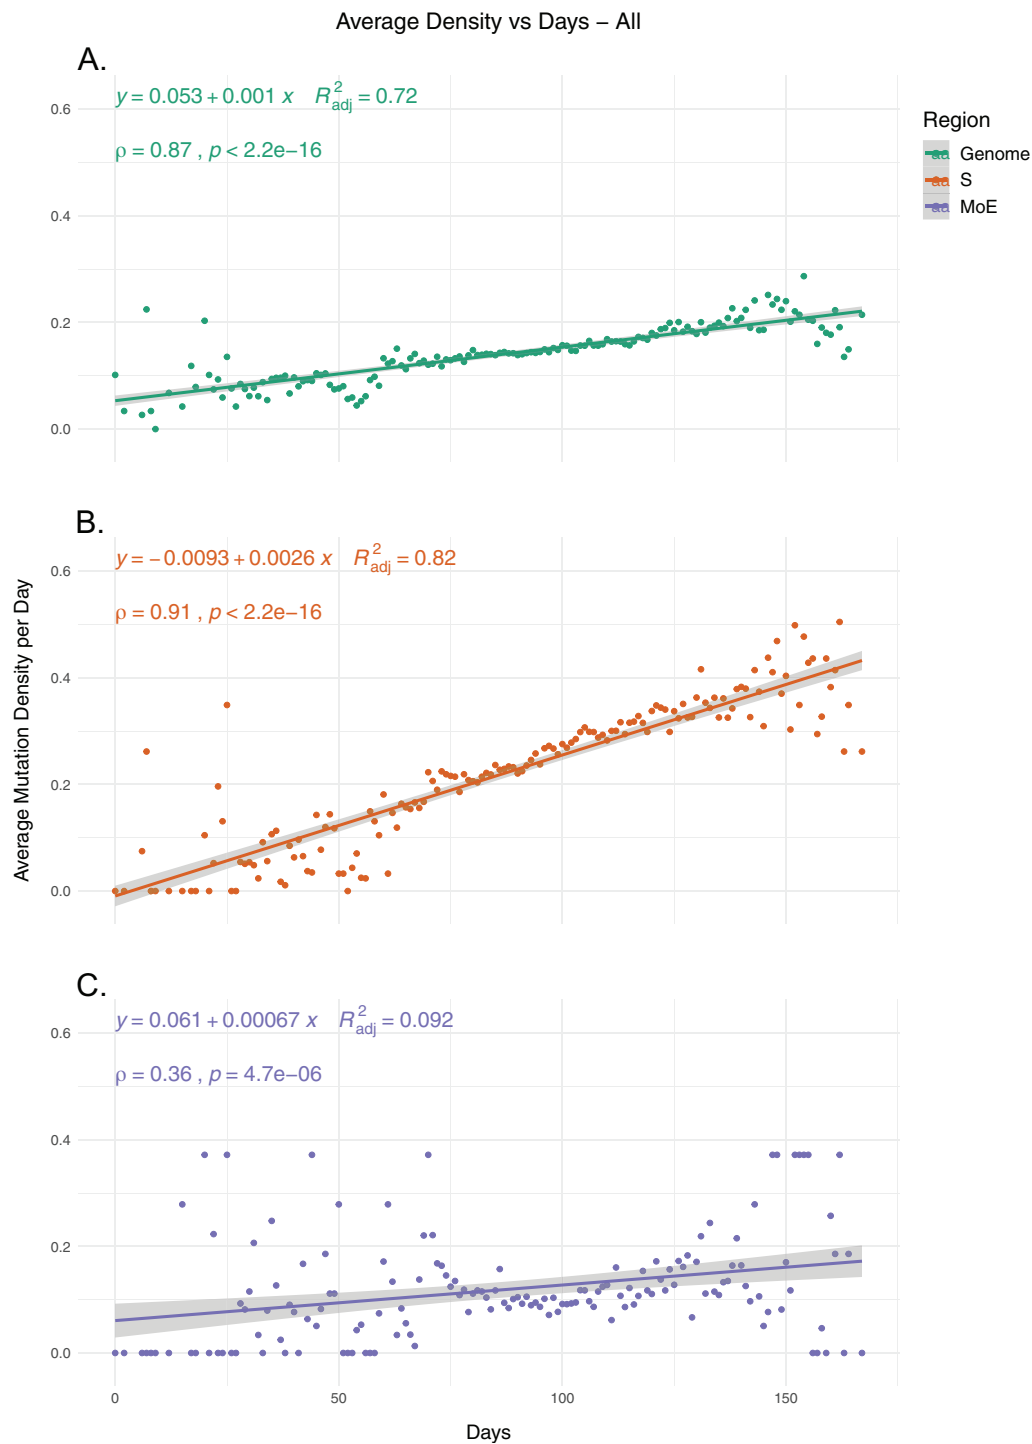 Average Density vs Days – All
A.
y = 0.053 + 0.001 x R²adj = 0.72
ρ = 0.87 , p < 2.2e−16
0.6
0.4
0.2
0.0
Region
aa Genome
aa S
aa MoE
B.
y = −0.0093 + 0.0026 x R²adj = 0.82
ρ = 0.91 , p < 2.2e−16
0.6
0.4
0.2
0.0
Average Mutation Density per Day
C.
y = 0.061 + 0.00067 x R²adj = 0.092
ρ = 0.36 , p = 4.7e−06
0.6
0.4
0.2
0.0
0 50 100 150
Days